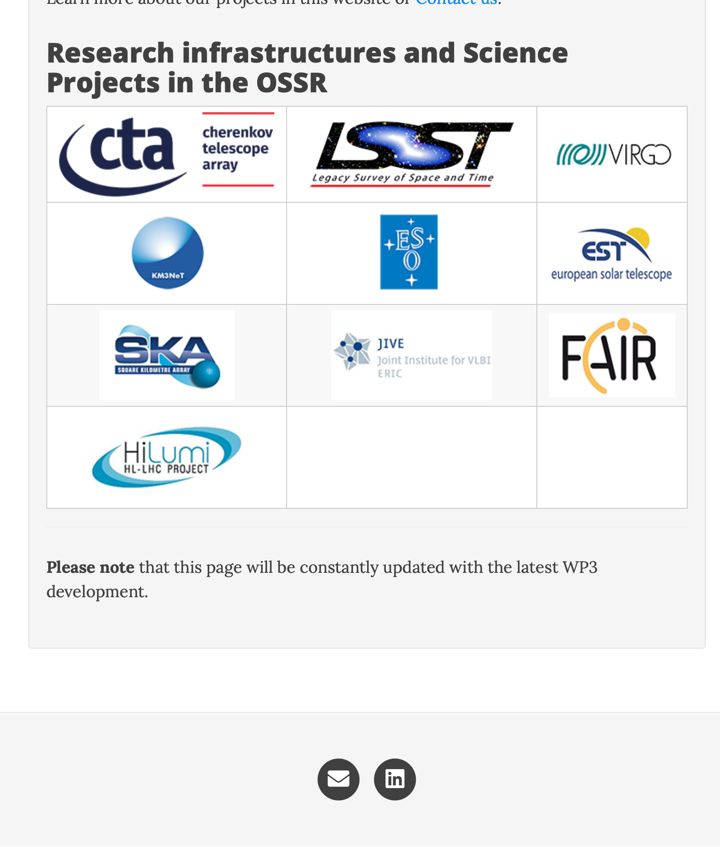 Learn more about our projects in this website or Contact us.
Research infrastructures and Science
Projects in the OSSR
cta
cherenkov
telescope
array
LSST
Legacy Survey of Space and Time
VIRGO
KM3NeT
ESO
EST
european solar telescope
SKA
SQUARE KILOMETRE ARRAY
JIVE
Joint Institute for VLBI
ERIC
FAIR
HiLumi
HL-LHC PROJECT
Please note that this page will be constantly updated with the latest WP3
development.
in